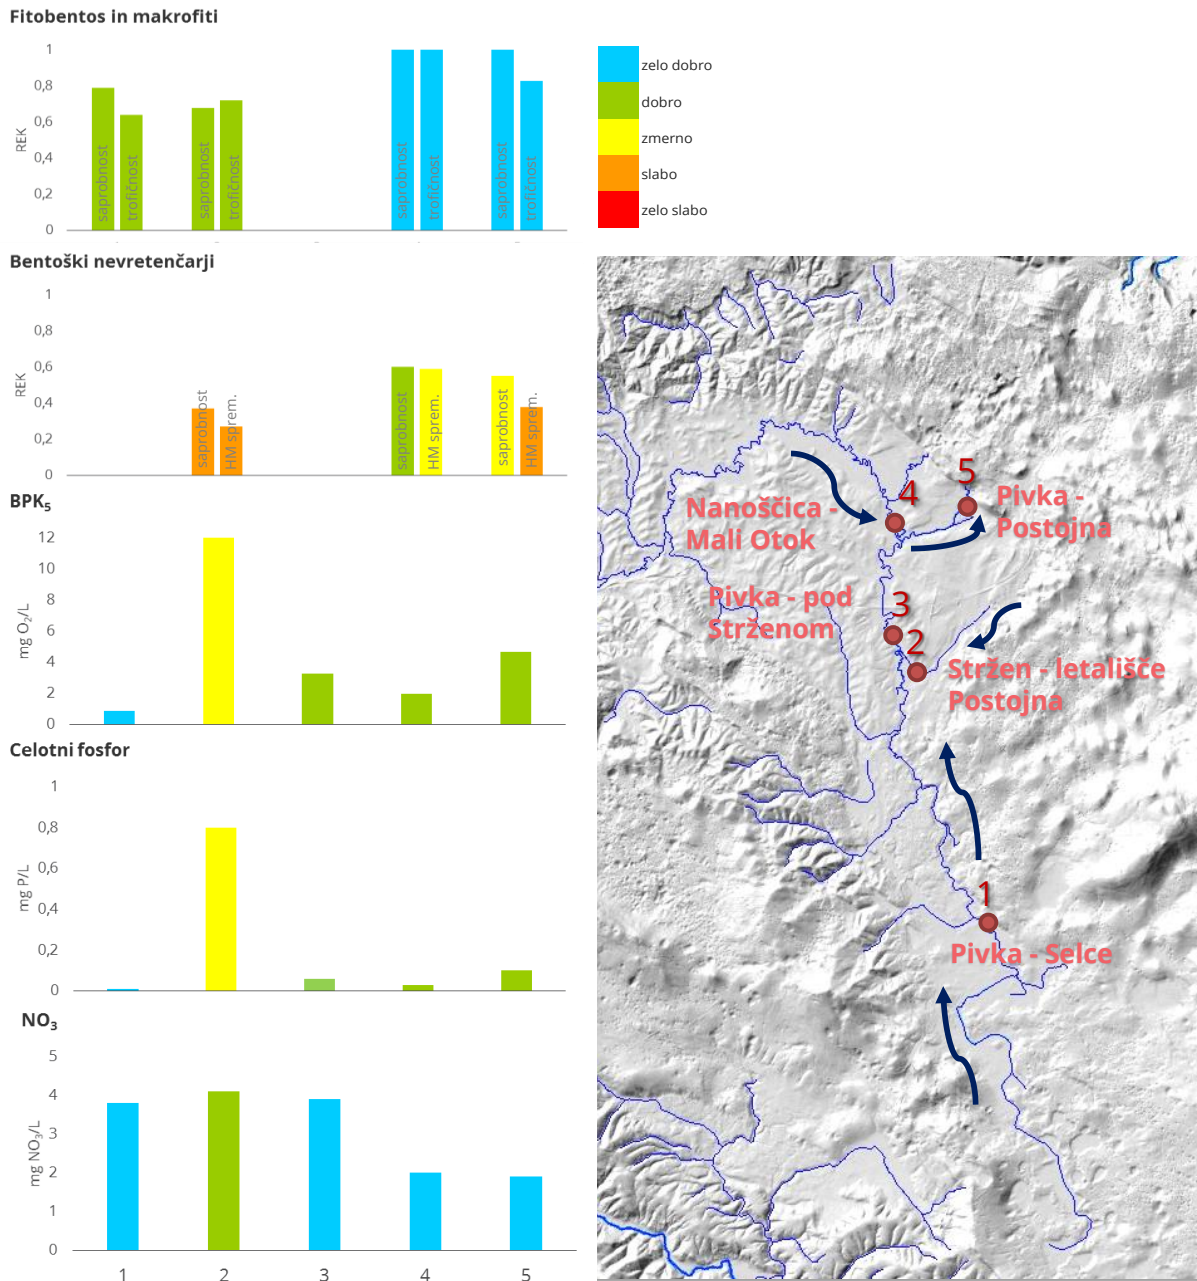 Fitobentos in makrofiti
1
0,8
0,6
0,4
0,2
0
REK
saprobnost
trofičnost
saprobnost
trofičnost
saprobnost
trofičnost
saprobnost
trofičnost
zelo dobro
dobro
zmerno
slabo
zelo slabo
Bentoški nevretenčarji
1
0,8
0,6
0,4
0,2
0
REK
saprobnost
HM sprem.
saprobnost
HM sprem.
saprobnost
HM sprem.
BPK5
12
10
8
6
4
2
0
mg O2/L
Celotni fosfor
1
0,8
0,6
0,4
0,2
0
mg P/L
NO3
5
4
3
2
1
0
mg NO3/L
1 2 3 4 5
5
4
Pivka -
Postojna
Nanoščica -
Mali Otok
3
Pivka - pod
Strženom
2
Stržen - letališče
Postojna
1
Pivka - Selce